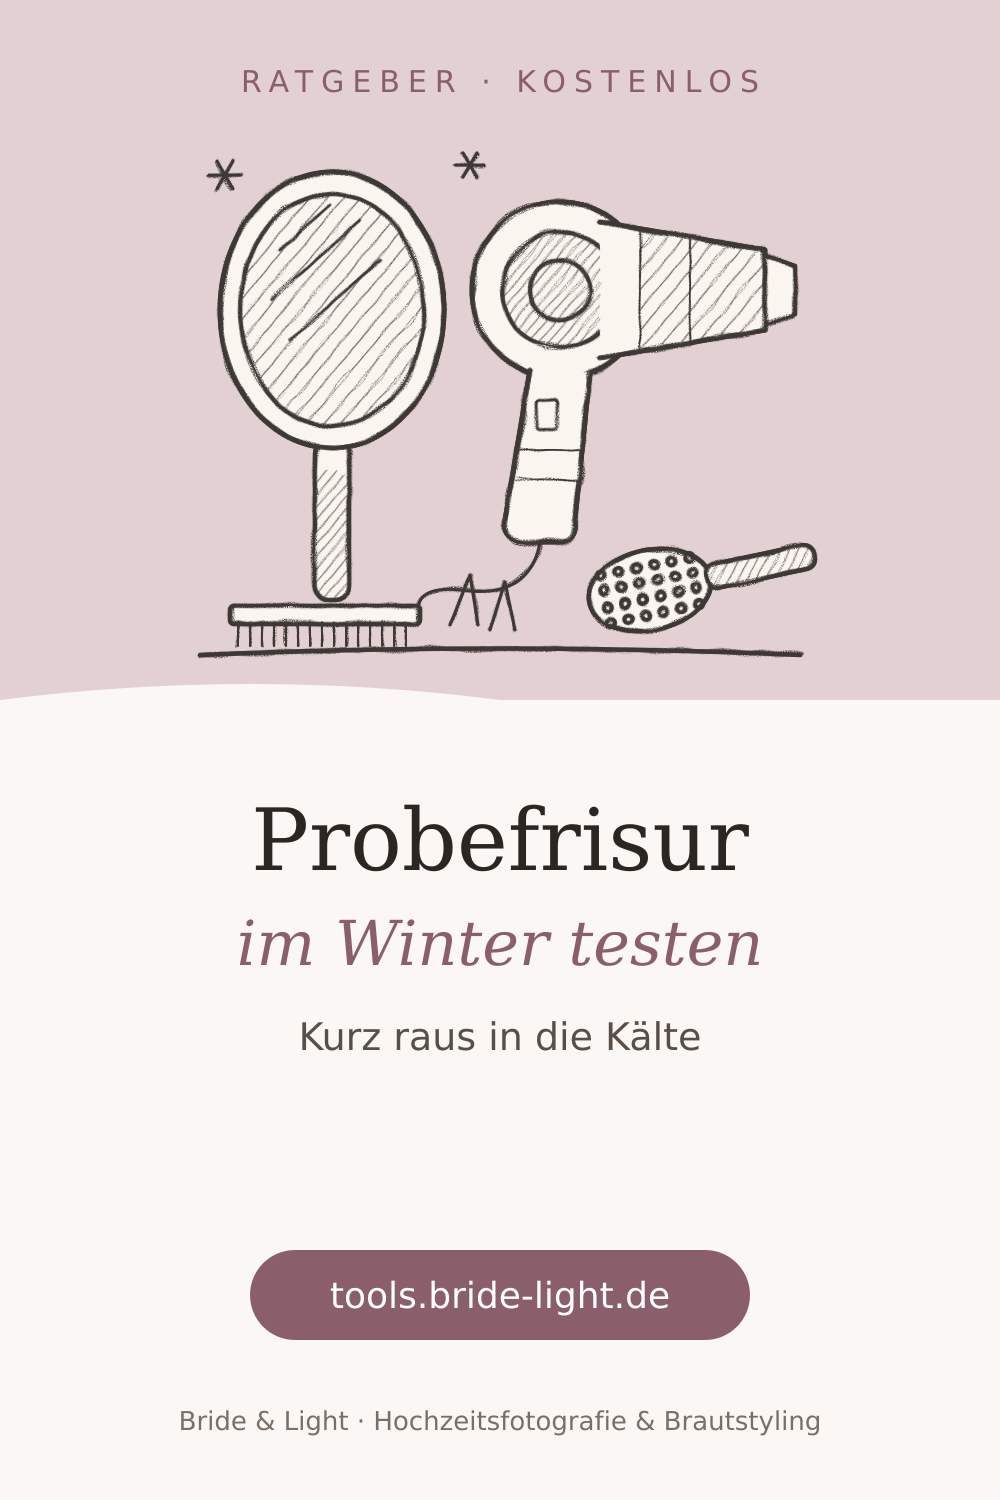 RATGEBER · KOSTENLOS
Probefrisur
im Winter testen
Kurz raus in die Kälte
tools.bride-light.de
Bride & Light · Hochzeitsfotografie & Brautstyling